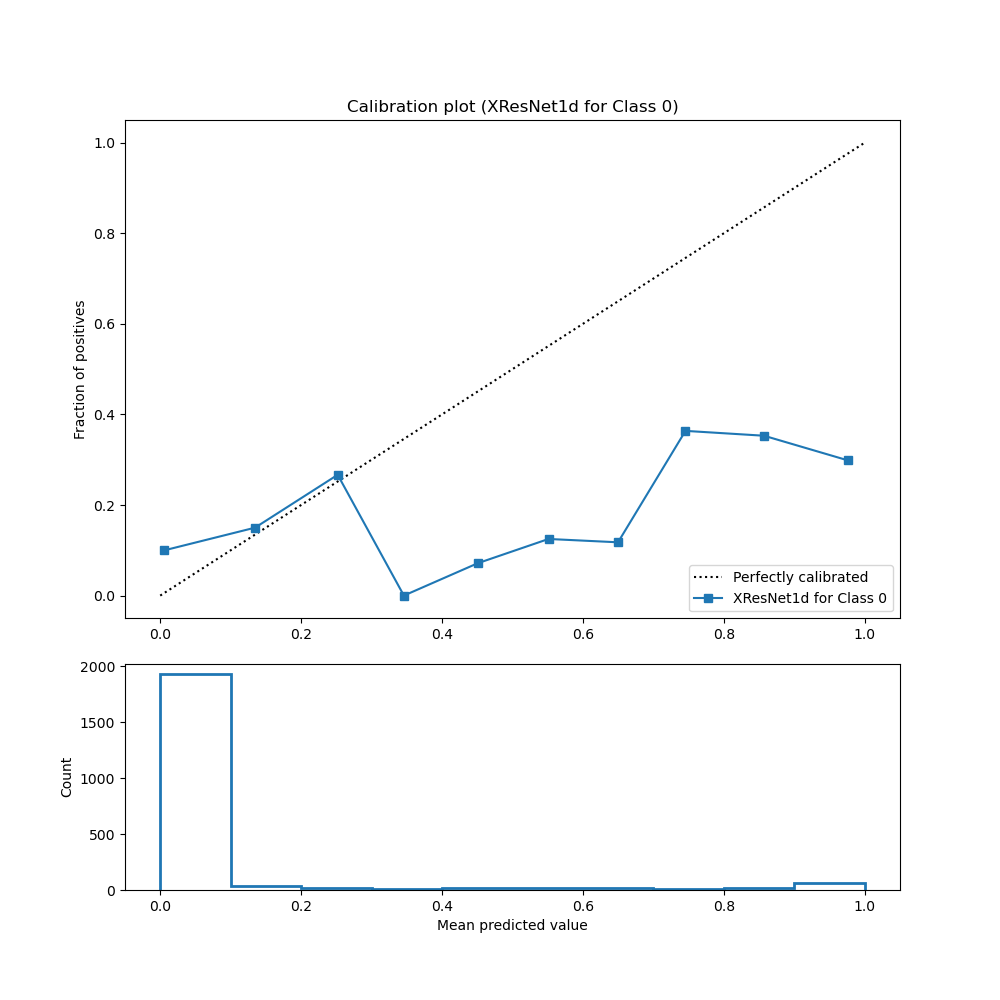 Calibration plot (XResNet1d for Class 0)
1.0
0.8
0.6
0.4
0.2
0.0
Fraction of positives
Perfectly calibrated
XResNet1d for Class 0
0.0 0.2 0.4 0.6 0.8 1.0
2000
1500
1000
500
0
Count
0.0 0.2 0.4 0.6 0.8 1.0
Mean predicted value